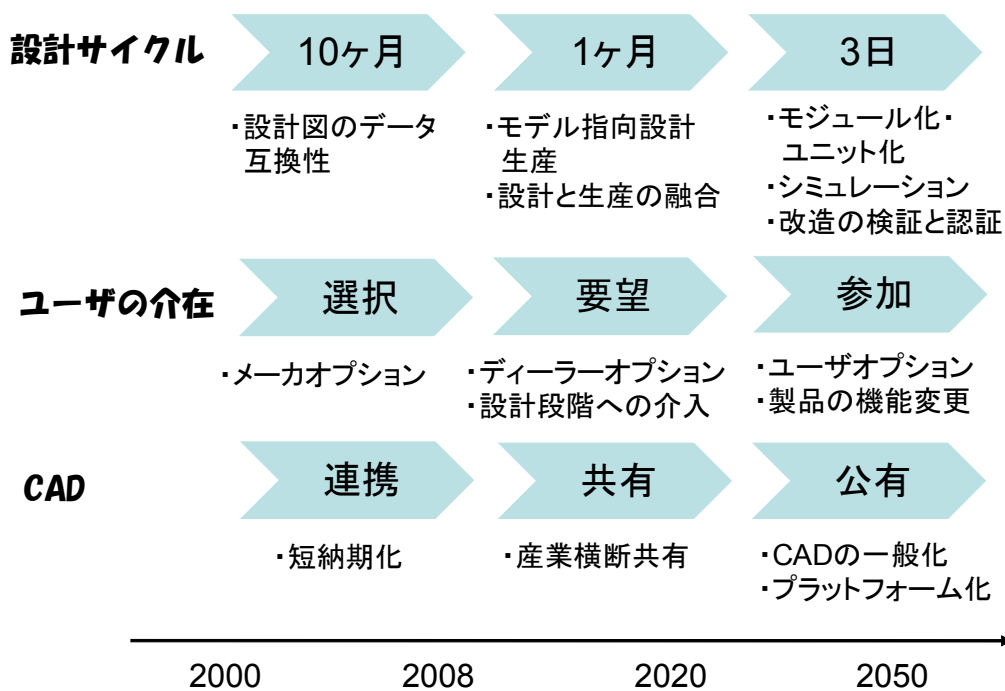 設計サイクル
10ヶ月
1ヶ月
3日
・設計図のデータ
互換性
・モデル指向設計
生産
・設計と生産の融合
・モジュール化・
ユニット化
・シミュレーション
・改造の検証と認証
ユーザの介在
選択
要望
参加
・メーカオプション
・ディーラーオプション
・設計段階への介入
・ユーザオプション
・製品の機能変更
CAD
連携
共有
公有
・短納期化
・産業横断共有
・CADの一般化
・プラットフォーム化
2000
2008
2020
2050